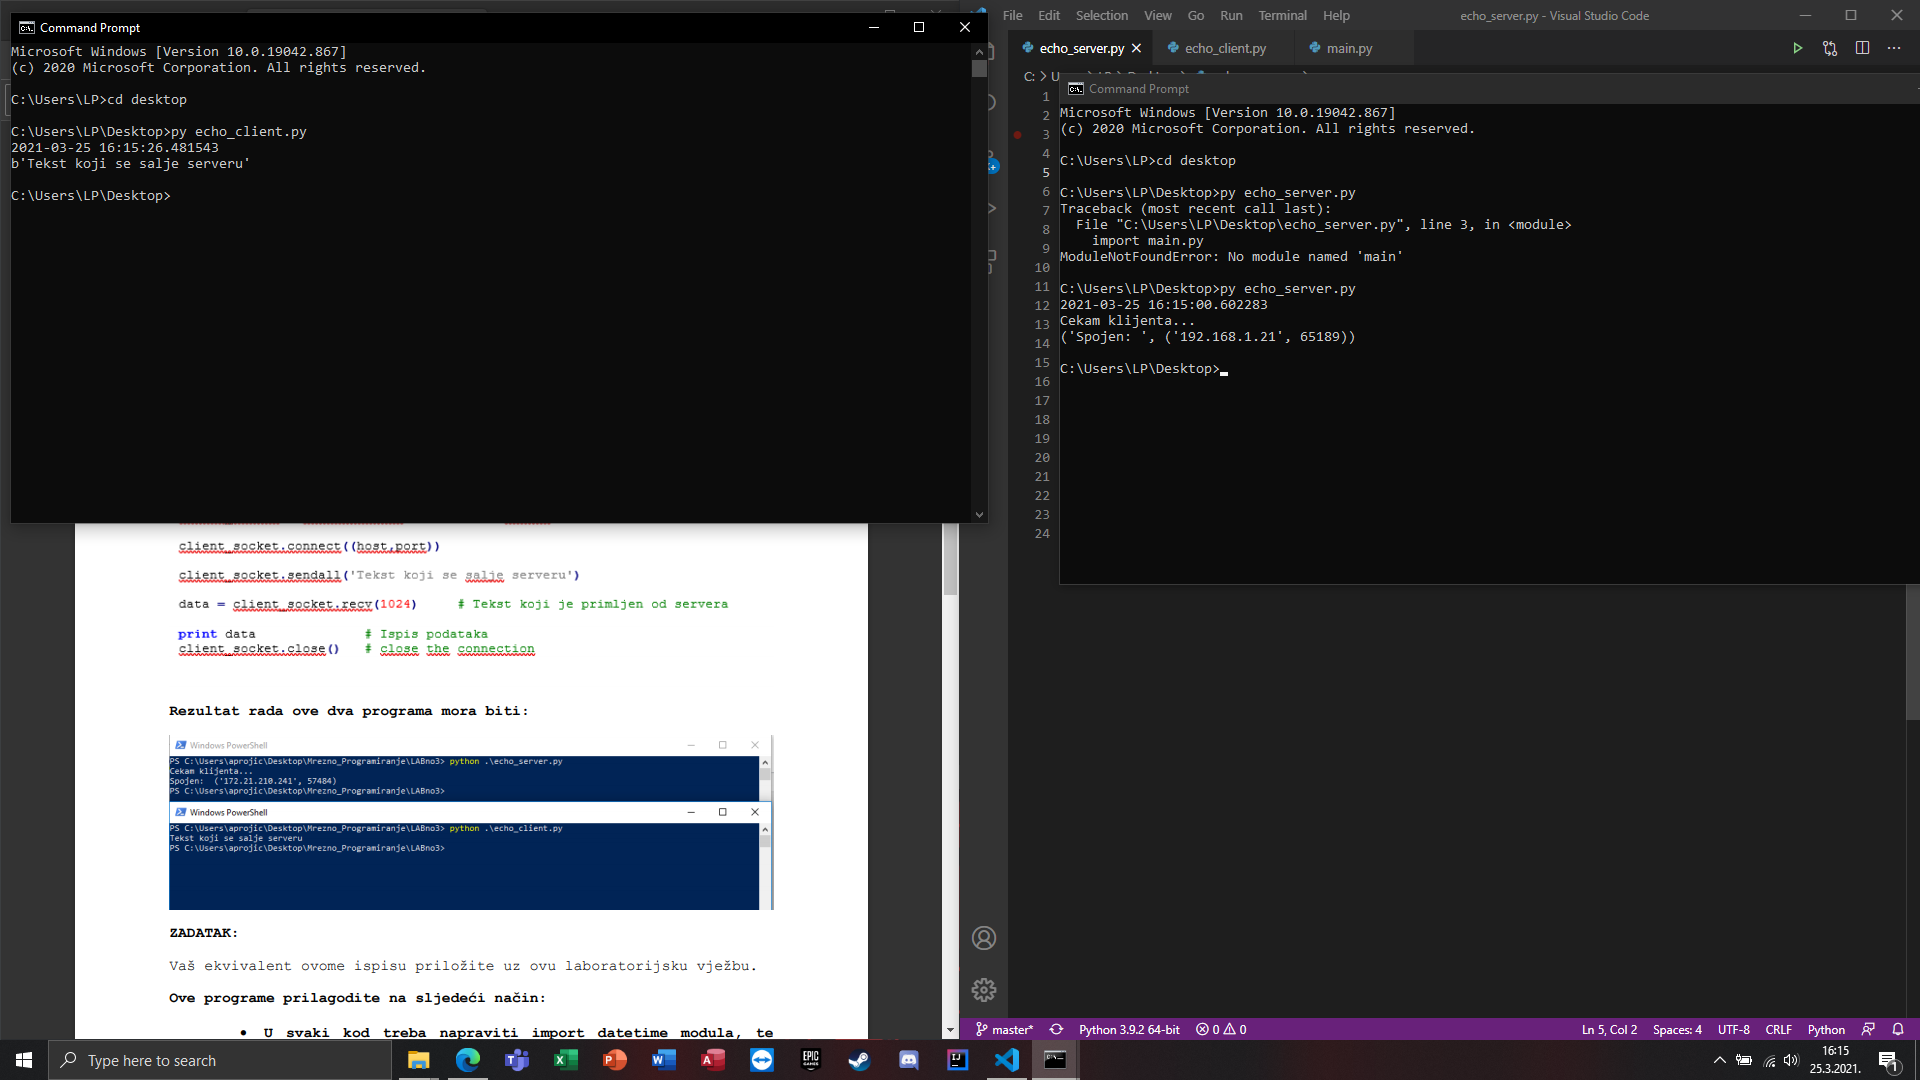 Command Prompt
Microsoft Windows [Version 10.0.19042.867]
(c) 2020 Microsoft Corporation. All rights reserved.
C:\Users\LP>cd desktop
C:\Users\LP\Desktop>py echo_client.py
2021-03-25 16:15:26.481543
b'Tekst koji se salje serveru'
C:\Users\LP\Desktop>
client_socket.connect((host,port))
client_socket.sendall('Tekst koji se salje serveru')
data = client_socket.recv(1024) # Tekst koji je primljen od servera
print data # Ispis podataka
client_socket.close() # close the connection
Rezultat rada ove dva programa mora biti:
Windows PowerShell
PS C:\Users\aprojic\Desktop\Mrezno_Programiranje\LABno3> python .\echo_server.py
Cekam klijenta...
Spojen: ('172.21.210.241', 57484)
PS C:\Users\aprojic\Desktop\Mrezno_Programiranje\LABno3>
Windows PowerShell
PS C:\Users\aprojic\Desktop\Mrezno_Programiranje\LABno3> python .\echo_client.py
Tekst koji se salje serveru
PS C:\Users\aprojic\Desktop\Mrezno_Programiranje\LABno3>
ZADATAK:
Vaš ekvivalent ovome ispisu priložite uz ovu laboratorijsku vježbu.
Ove programe prilagodite na sljedeći način:
• U svaki kod treba napraviti import datetime modula, te
File Edit Selection View Go Run Terminal Help
echo_server.py - Visual Studio Code
echo_server.py echo_client.py main.py
C: >
1
2
3
4
5
6
7
8
9
10
11
12
13
14
15
16
17
18
19
20
21
22
23
24
Command Prompt
Microsoft Windows [Version 10.0.19042.867]
(c) 2020 Microsoft Corporation. All rights reserved.
C:\Users\LP>cd desktop
C:\Users\LP\Desktop>py echo_server.py
Traceback (most recent call last):
File "C:\Users\LP\Desktop\echo_server.py", line 3, in <module>
import main.py
ModuleNotFoundError: No module named 'main'
C:\Users\LP\Desktop>py echo_server.py
2021-03-25 16:15:00.602283
Cekam klijenta...
('Spojen: ', ('192.168.1.21', 65189))
C:\Users\LP\Desktop>
master* Python 3.9.2 64-bit 0 0 Ln 5, Col 2 Spaces: 4 UTF-8 CRLF Python
Type here to search
EPIC GAMES
16:15
25.3.2021.
1